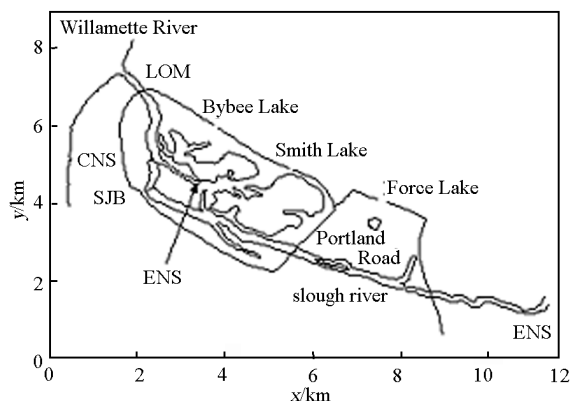 Willamette River
8
LOM
Bybee Lake
6
Smith Lake
CNS
SJB
Force Lake
y/km
4
Portland
Road
ENS
2
slough river
ENS
0
0
2
4
6
8
10
12
x/km